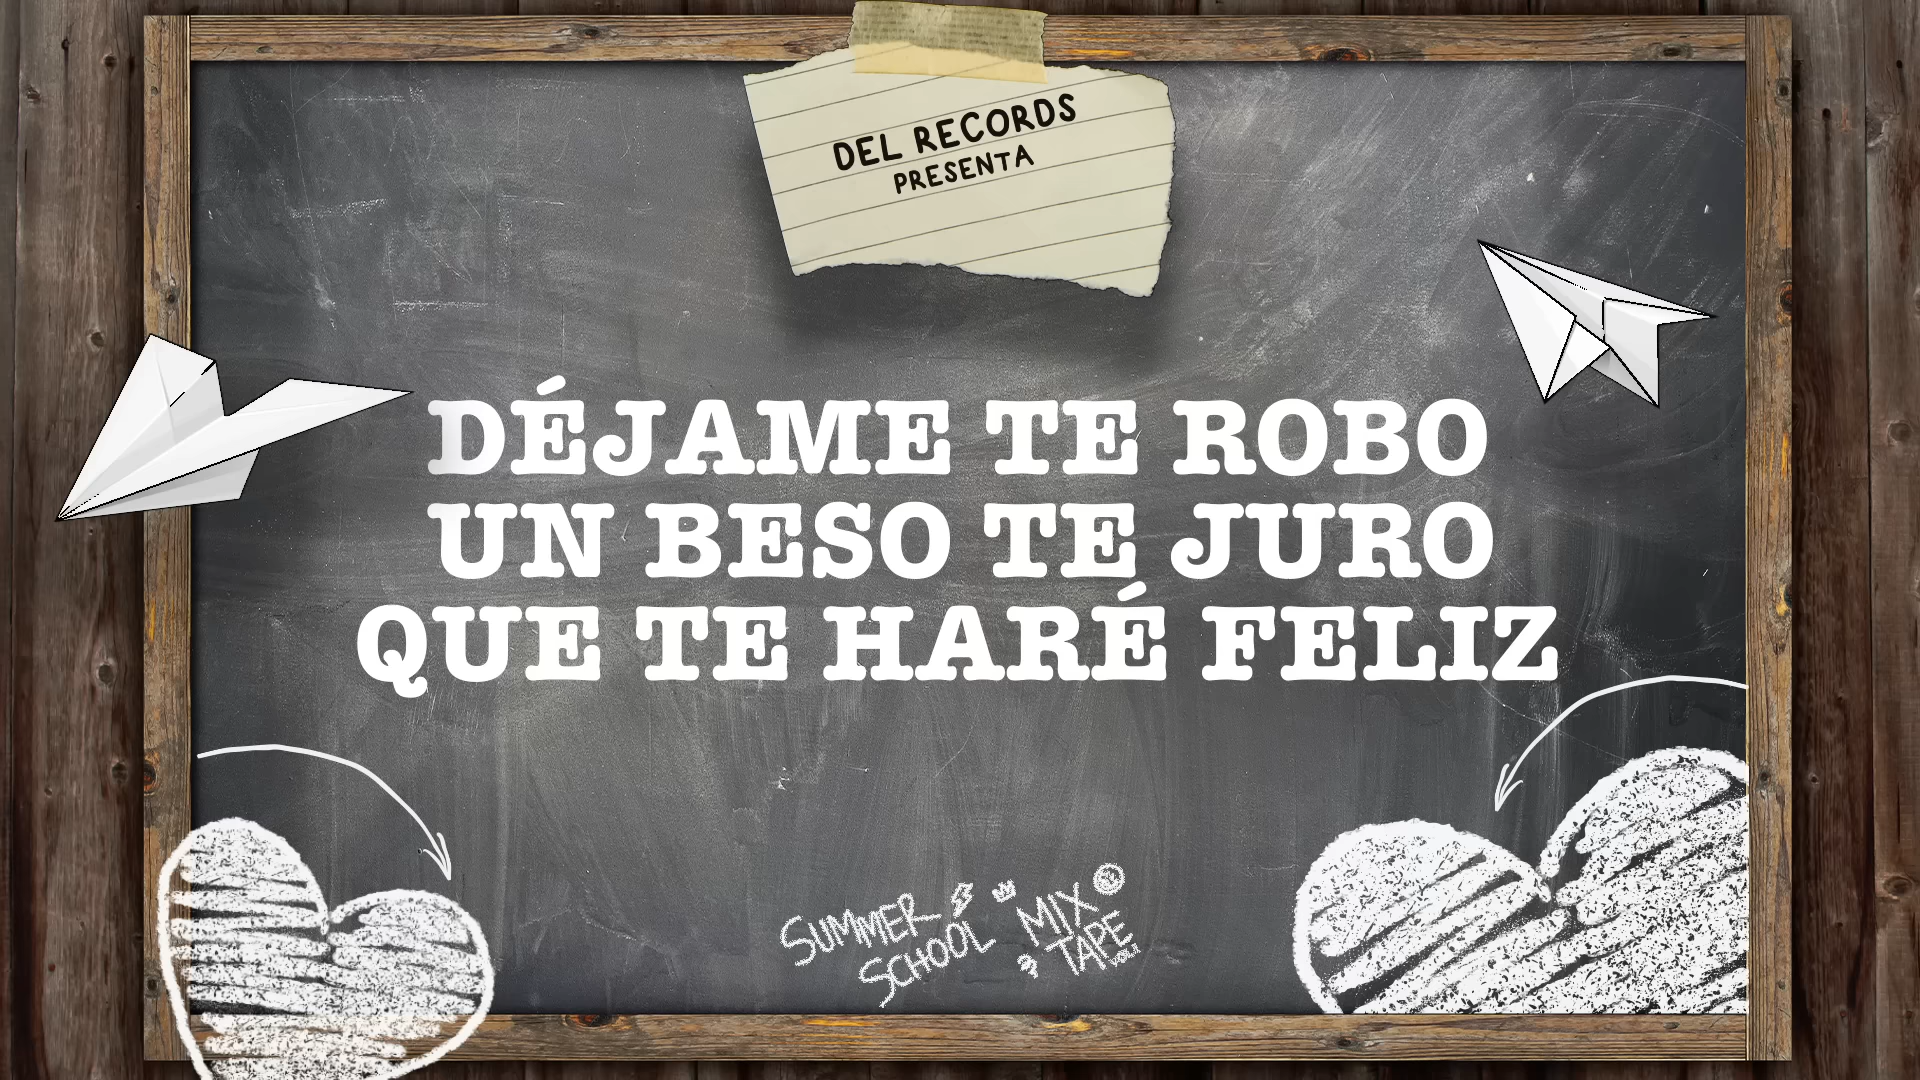 DEL RECORDS
PRESENTA
DÉJAME TE ROBO
UN BESO TE JURO
QUE TE HARÉ FELIZ
SUMMER
SCHOOL
MIX
TAPE